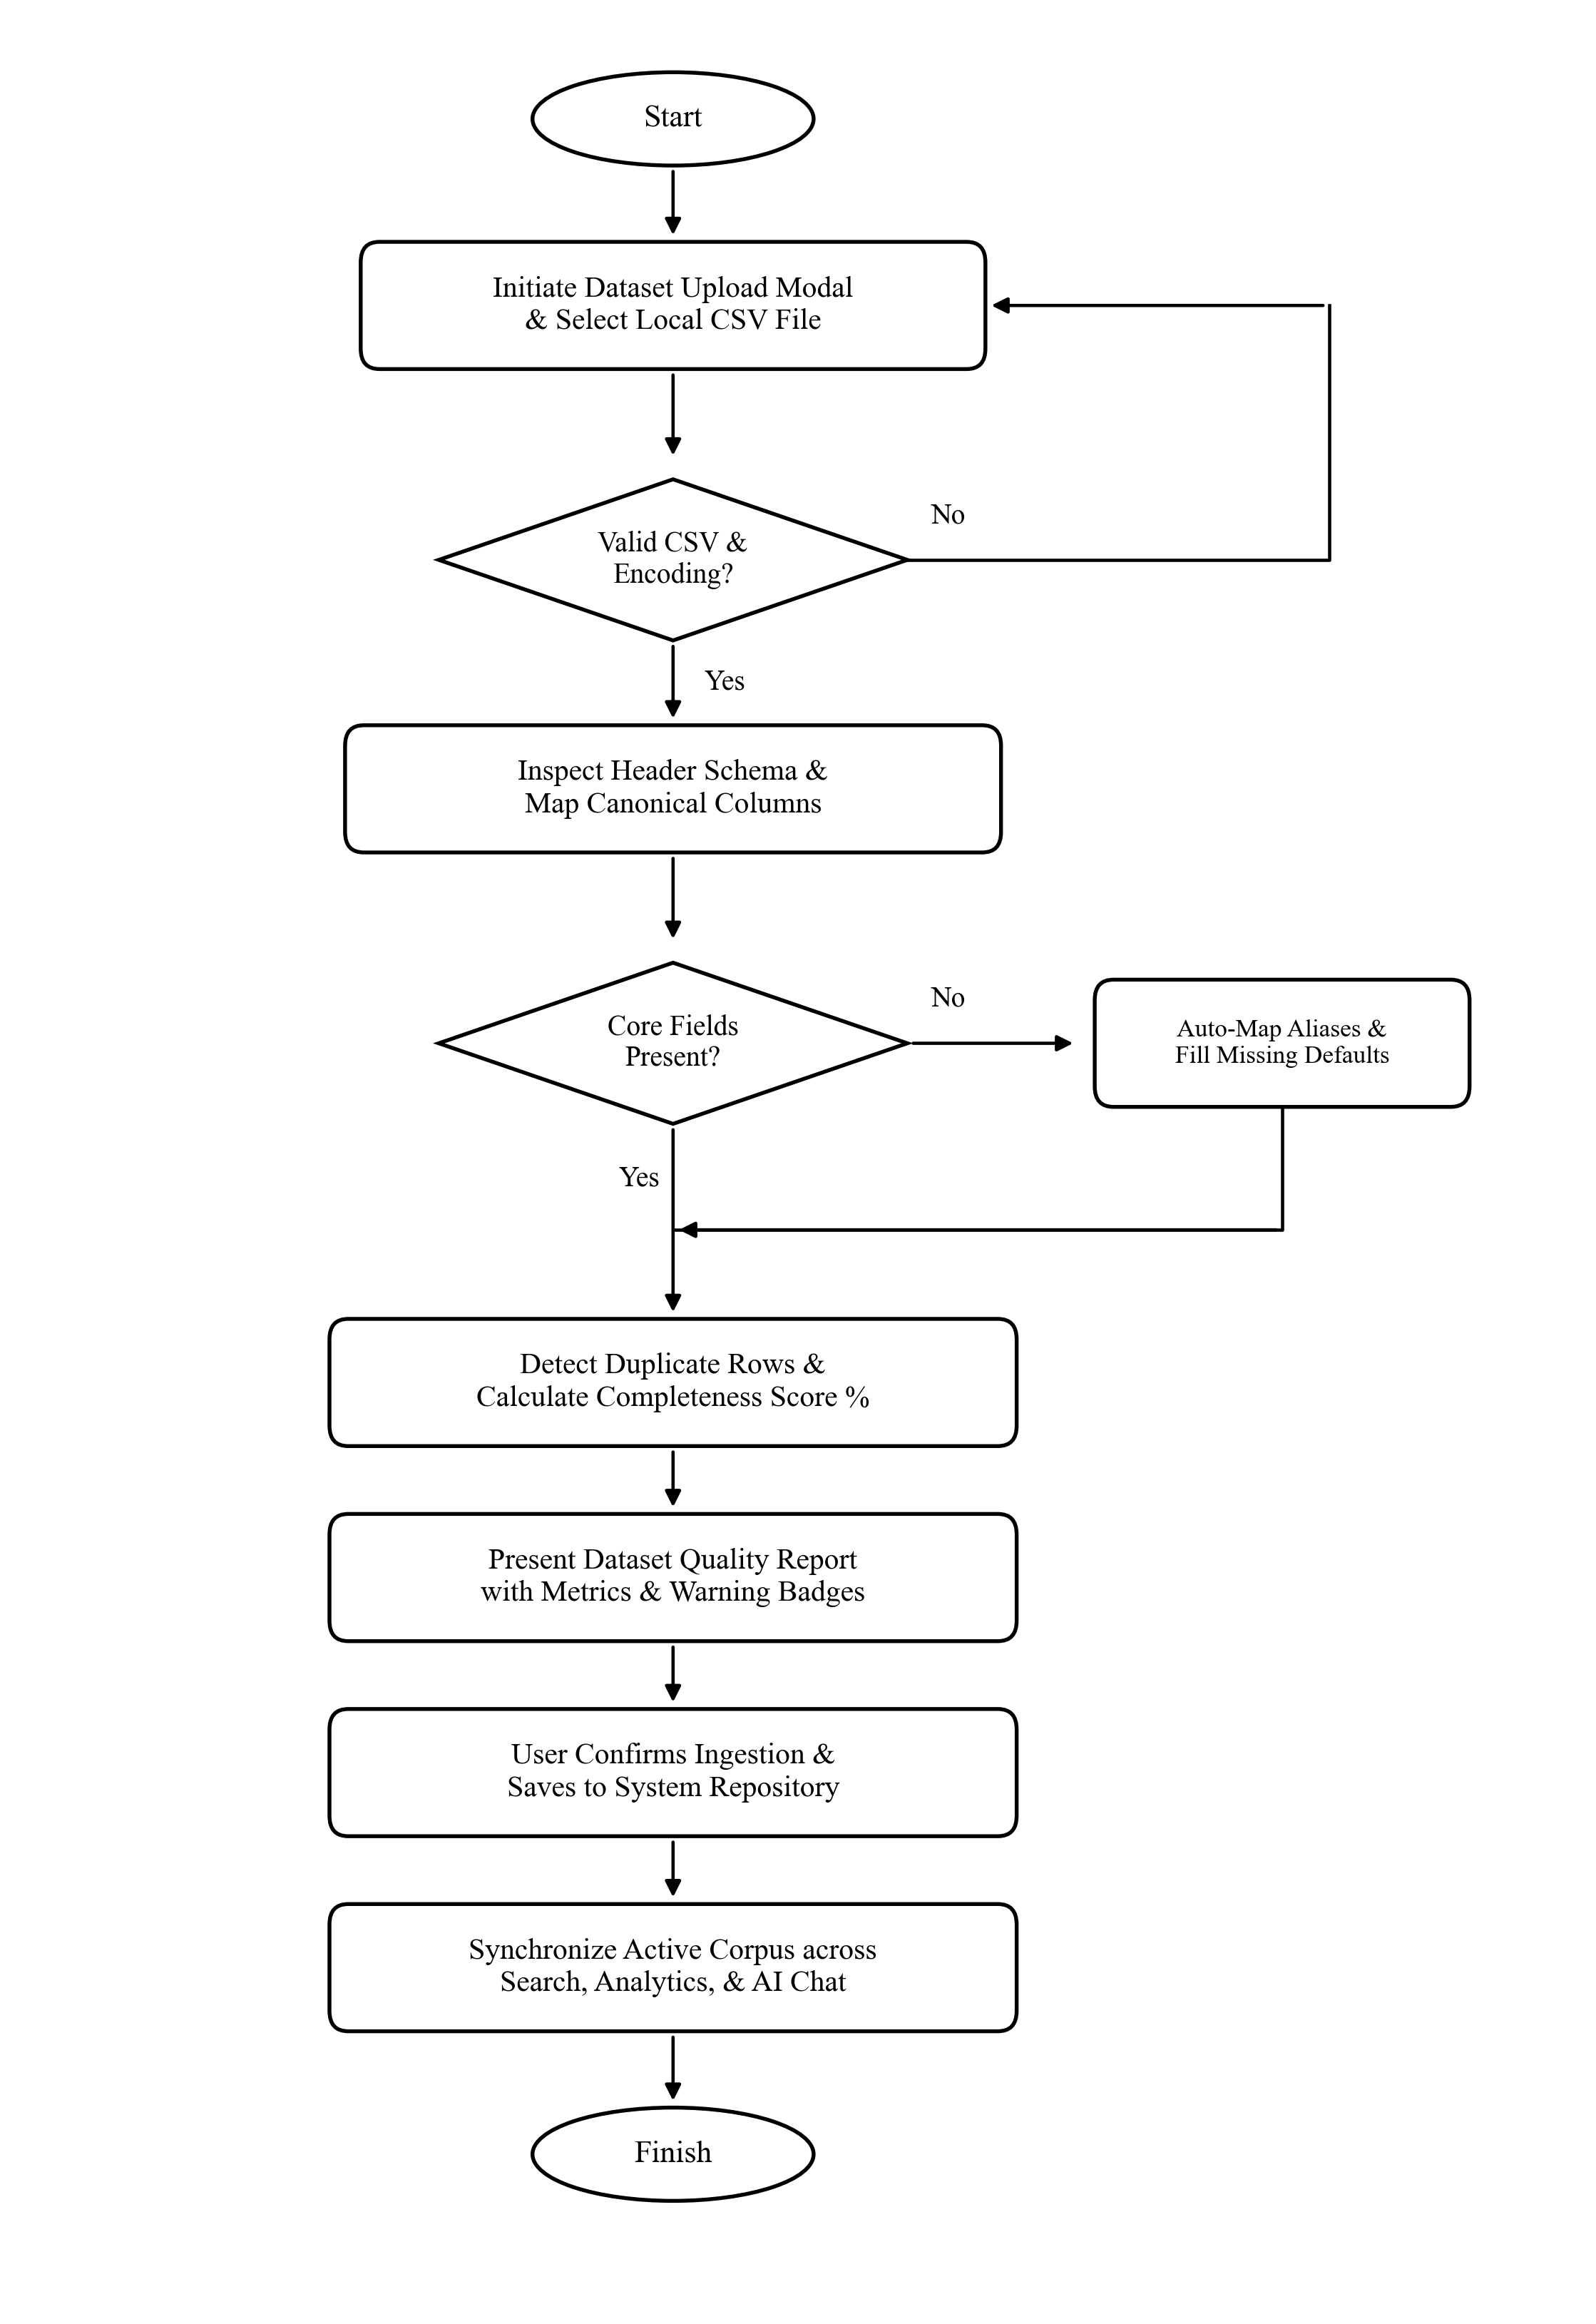 Start
Initiate Dataset Upload Modal
& Select Local CSV File
Valid CSV &
Encoding?
No
Yes
Inspect Header Schema &
Map Canonical Columns
Core Fields
Present?
No
Auto-Map Aliases &
Fill Missing Defaults
Yes
Detect Duplicate Rows &
Calculate Completeness Score %
Present Dataset Quality Report
with Metrics & Warning Badges
User Confirms Ingestion &
Saves to System Repository
Synchronize Active Corpus across
Search, Analytics, & AI Chat
Finish